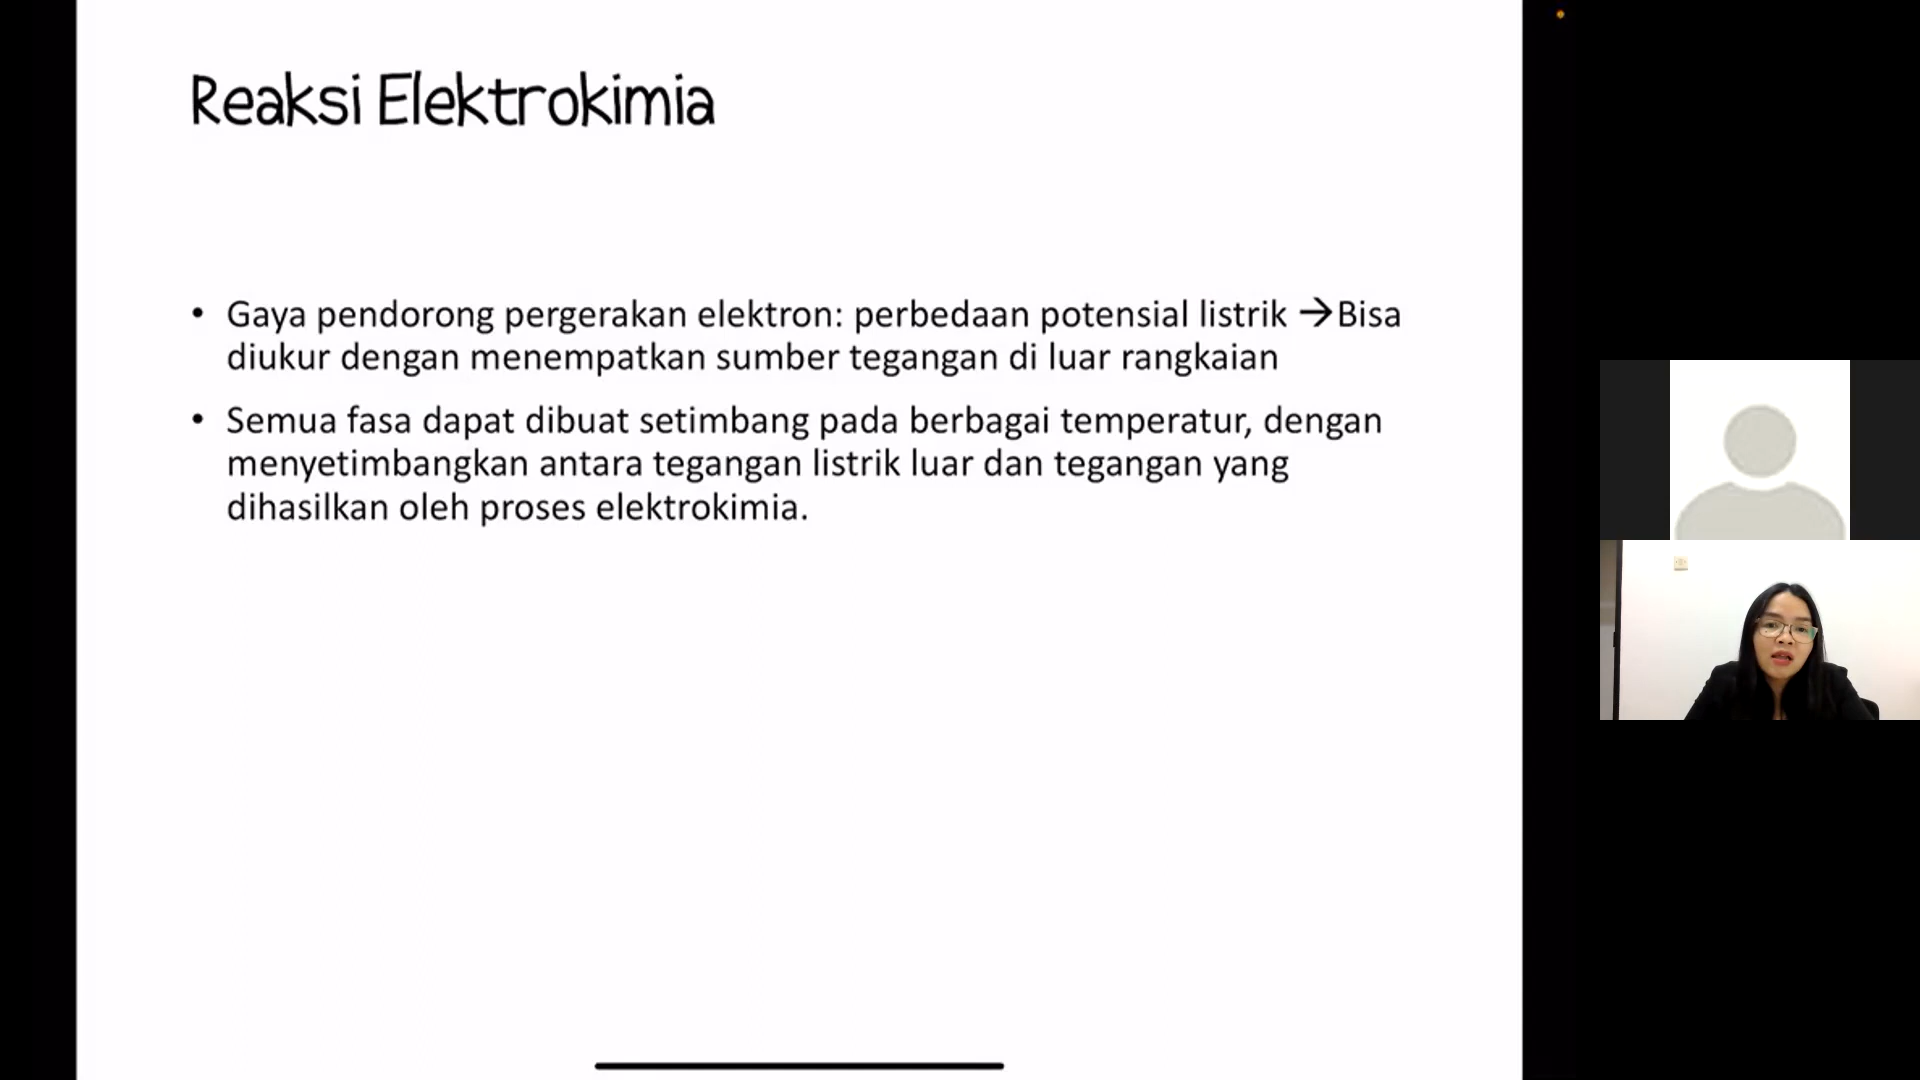 Reaksi Elektrokimia
• Gaya pendorong pergerakan elektron: perbedaan potensial listrik →Bisa
diukur dengan menempatkan sumber tegangan di luar rangkaian
• Semua fasa dapat dibuat setimbang pada berbagai temperatur, dengan
menyetimbangkan antara tegangan listrik luar dan tegangan yang
dihasilkan oleh proses elektrokimia.